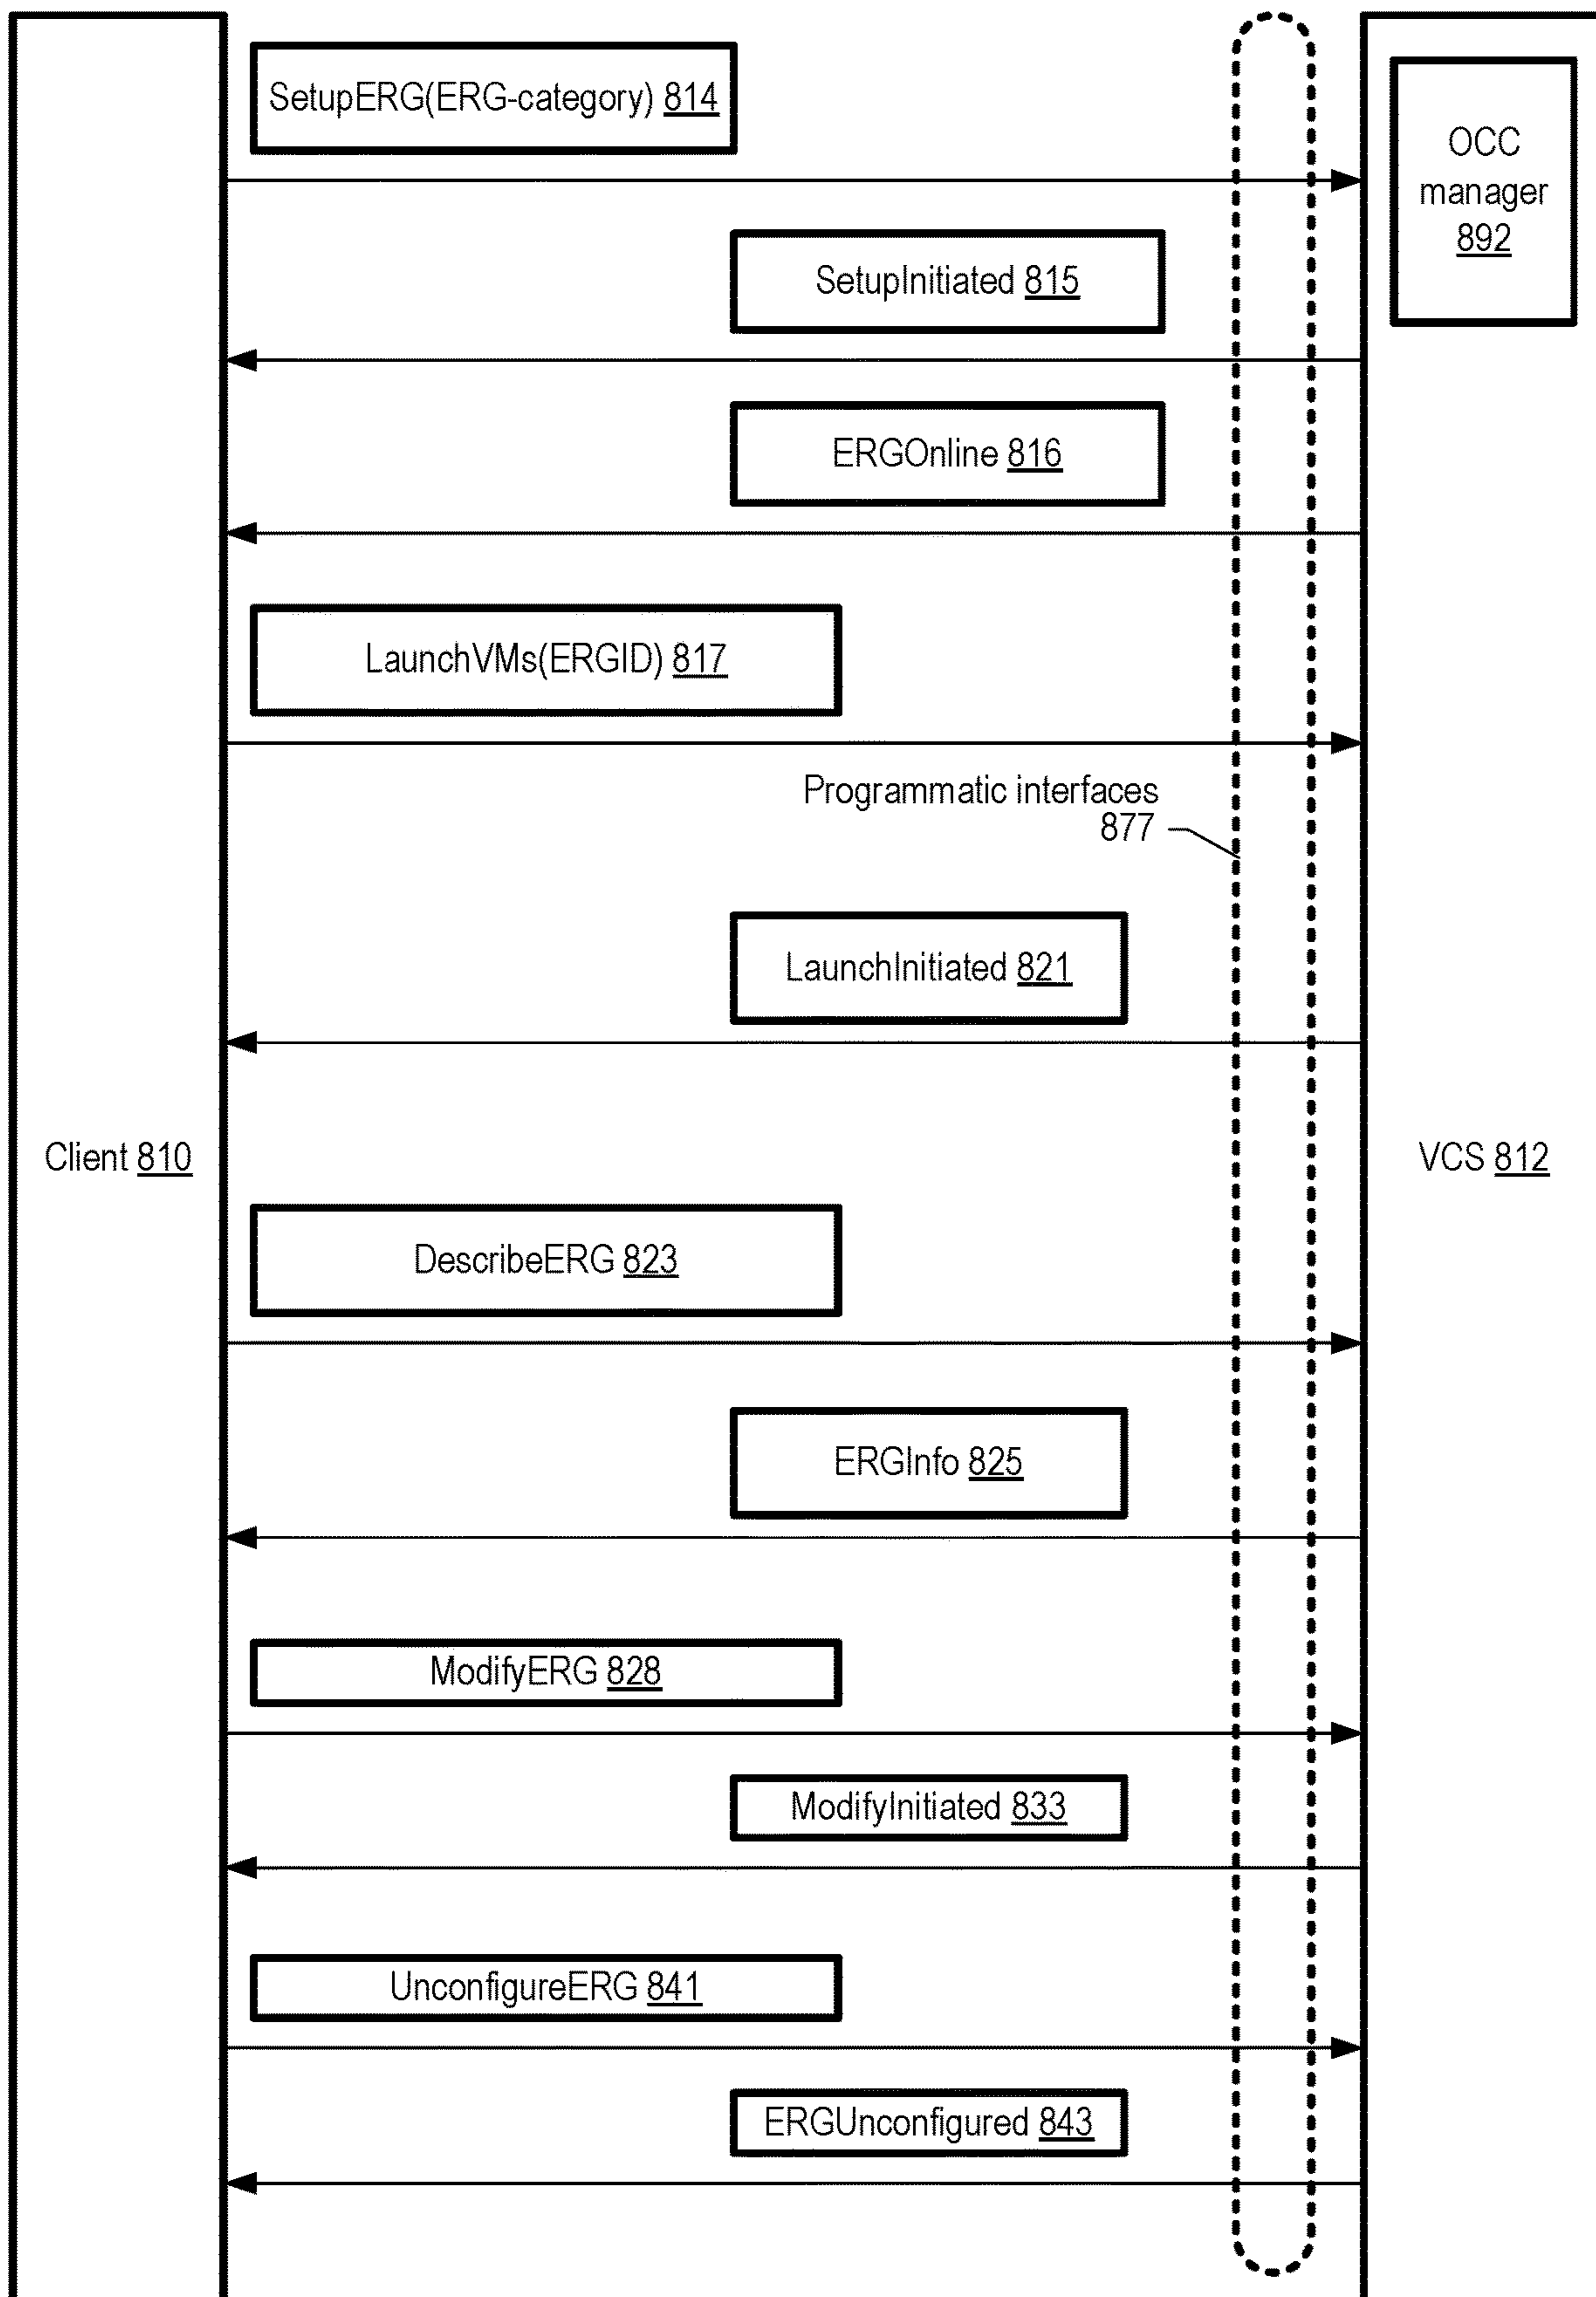 SetupERG(ERG-category) 814
OCC
manager
892
SetupInitiated 815
ERGOnline 816
LaunchVMs(ERGID) 817
Programmatic interfaces
877
LaunchInitiated 821
Client 810
VCS 812
DescribeERG 823
ERGInfo 825
ModifyERG 828
ModifyInitiated 833
UnconfigureERG 841
ERGUnconfigured 843